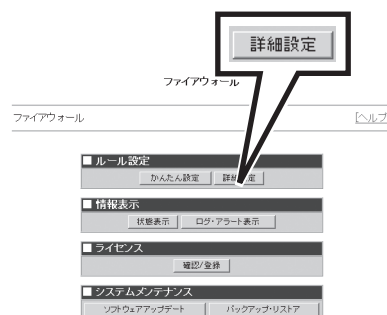 詳細設定
ファイアウォール
ファイアウォール [ヘルプ
■ ルール設定
かんたん設定 詳細設定
■ 情報表示
状態表示 ログ・アラート表示
■ ライセンス
確認/登録
■ システムメンテナンス
ソフトウェアアップデート バックアップ・リストア